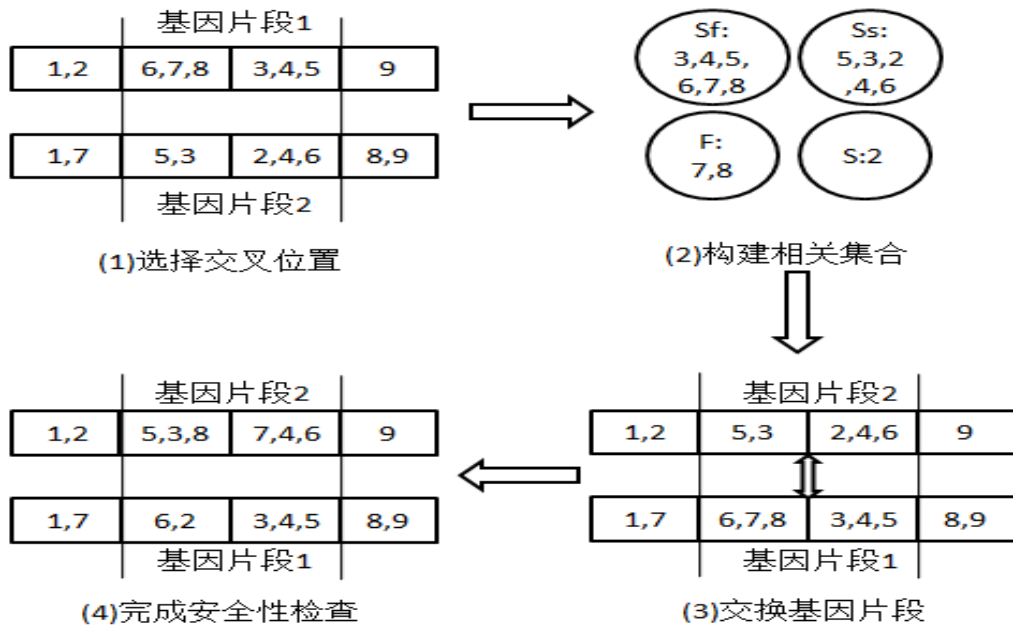 基因片段1
1,2 6,7,8 3,4,5 9
1,7 5,3 2,4,6 8,9
基因片段2
(1)选择交叉位置
Sf:
3,4,5,
6,7,8
Ss:
5,3,2
,4,6
F:
7,8
S:2
(2)构建相关集合
基因片段2
1,2 5,3 2,4,6 9
1,7 6,7,8 3,4,5 8,9
基因片段1
(3)交换基因片段
基因片段2
1,2 5,3,8 7,4,6 9
1,7 6,2 3,4,5 8,9
基因片段1
(4)完成安全性检查